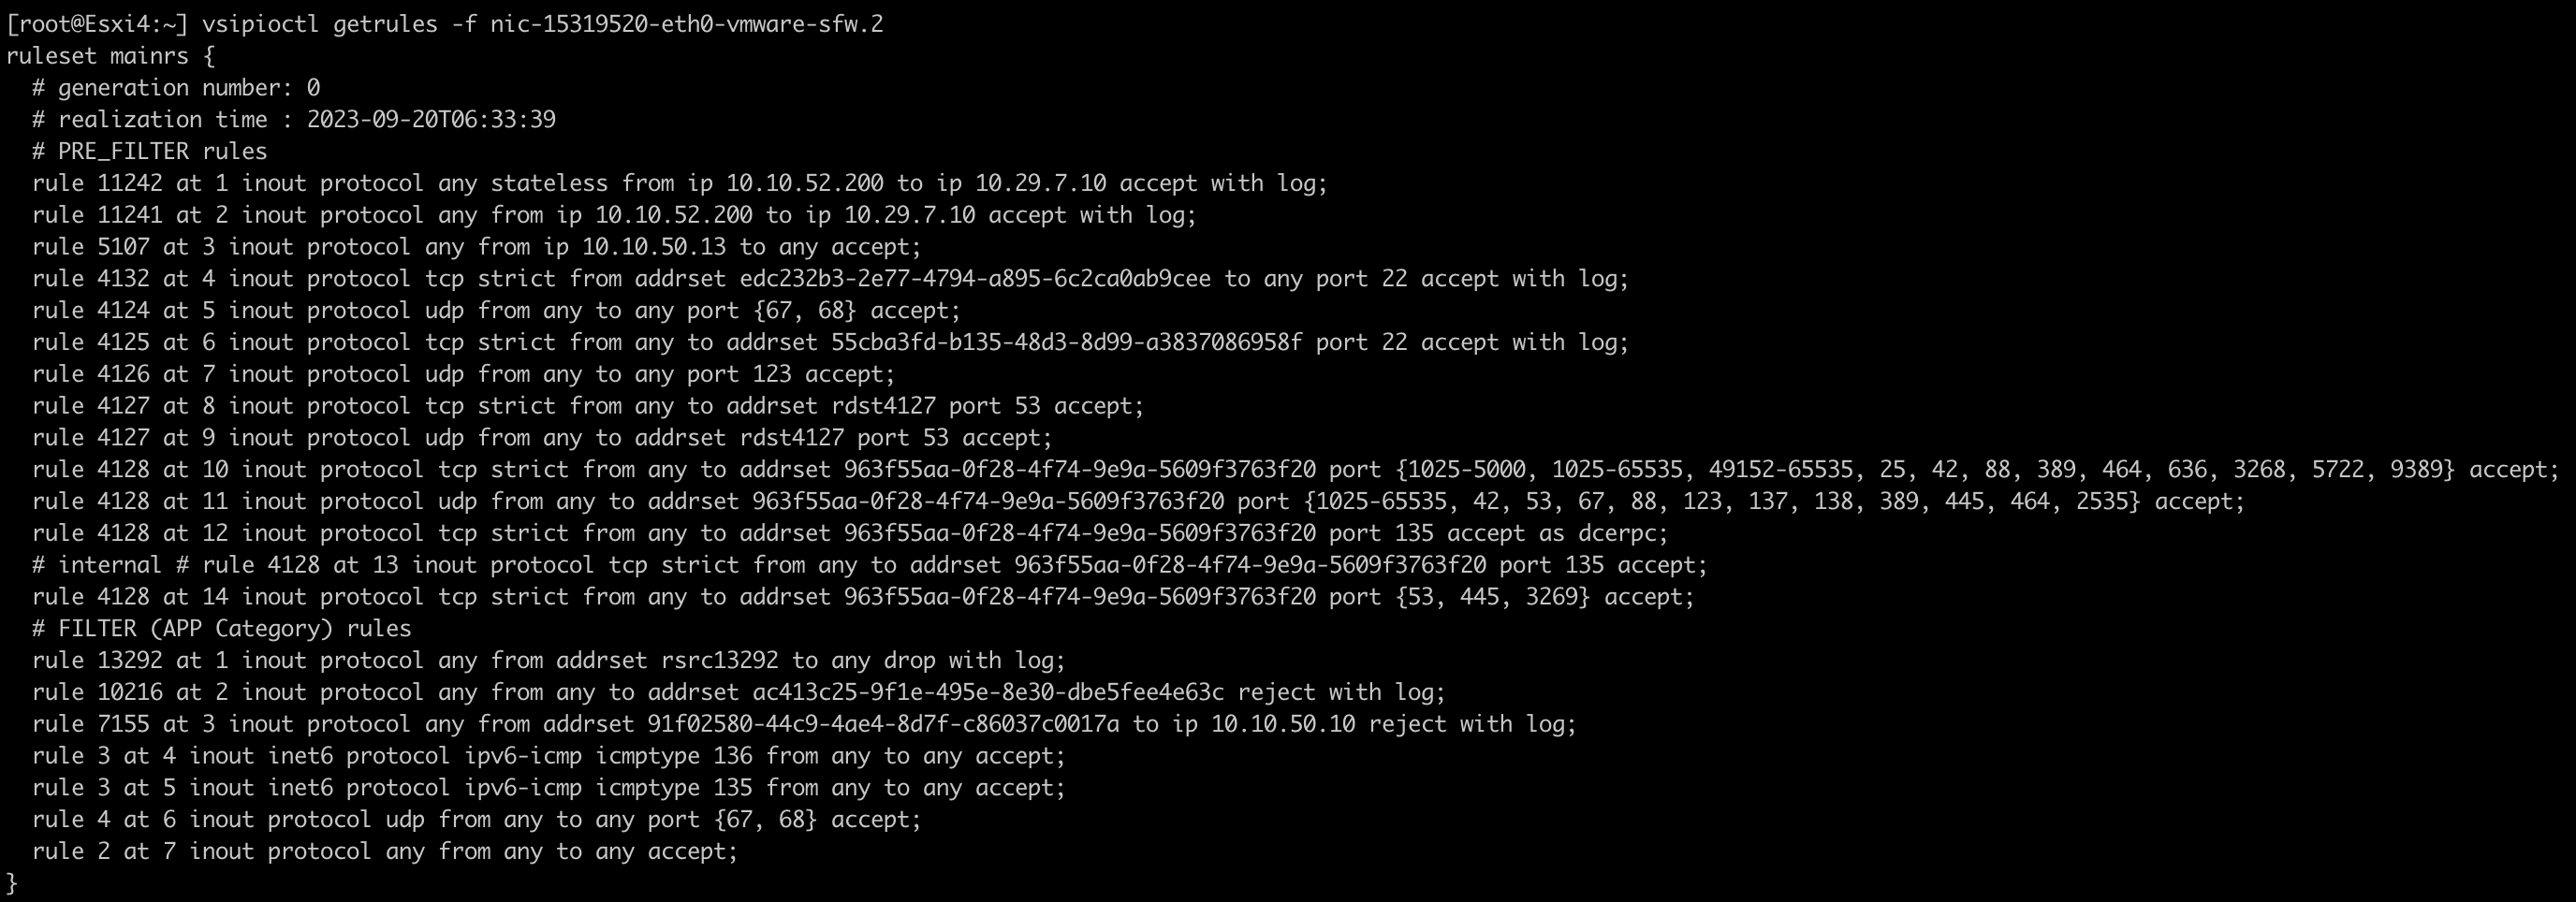 [root@Esxi4:~] vsipioctl getrules -f nic-15319520-eth0-vmware-sfw.2
ruleset mainrs {
  # generation number: 0
  # realization time : 2023-09-20T06:33:39
  # PRE_FILTER rules
  rule 11242 at 1 inout protocol any stateless from ip 10.10.52.200 to ip 10.29.7.10 accept with log;
  rule 11241 at 2 inout protocol any from ip 10.10.52.200 to ip 10.29.7.10 accept with log;
  rule 5107 at 3 inout protocol any from ip 10.10.50.13 to any accept;
  rule 4132 at 4 inout protocol tcp strict from addrset edc232b3-2e77-4794-a895-6c2ca0ab9cee to any port 22 accept with log;
  rule 4124 at 5 inout protocol udp from any to any port {67, 68} accept;
  rule 4125 at 6 inout protocol tcp strict from any to addrset 55cba3fd-b135-48d3-8d99-a3837086958f port 22 accept with log;
  rule 4126 at 7 inout protocol udp from any to any port 123 accept;
  rule 4127 at 8 inout protocol tcp strict from any to addrset rdst4127 port 53 accept;
  rule 4127 at 9 inout protocol udp from any to addrset rdst4127 port 53 accept;
  rule 4128 at 10 inout protocol tcp strict from any to addrset 963f55aa-0f28-4f74-9e9a-5609f3763f20 port {1025-5000, 1025-65535, 49152-65535, 25, 42, 88, 389, 464, 636, 3268, 5722, 9389} accept;
  rule 4128 at 11 inout protocol udp from any to addrset 963f55aa-0f28-4f74-9e9a-5609f3763f20 port {1025-65535, 42, 53, 67, 88, 123, 137, 138, 389, 445, 464, 2535} accept;
  rule 4128 at 12 inout protocol tcp strict from any to addrset 963f55aa-0f28-4f74-9e9a-5609f3763f20 port 135 accept as dcerpc;
  # internal # rule 4128 at 13 inout protocol tcp strict from any to addrset 963f55aa-0f28-4f74-9e9a-5609f3763f20 port 135 accept;
  rule 4128 at 14 inout protocol tcp strict from any to addrset 963f55aa-0f28-4f74-9e9a-5609f3763f20 port {53, 445, 3269} accept;
  # FILTER (APP Category) rules
  rule 13292 at 1 inout protocol any from addrset rsrc13292 to any drop with log;
  rule 10216 at 2 inout protocol any from any to addrset ac413c25-9f1e-495e-8e30-dbe5fee4e63c reject with log;
  rule 7155 at 3 inout protocol any from addrset 91f02580-44c9-4ae4-8d7f-c86037c0017a to ip 10.10.50.10 reject with log;
  rule 3 at 4 inout inet6 protocol ipv6-icmp icmptype 136 from any to any accept;
  rule 3 at 5 inout inet6 protocol ipv6-icmp icmptype 135 from any to any accept;
  rule 4 at 6 inout protocol udp from any to any port {67, 68} accept;
  rule 2 at 7 inout protocol any from any to any accept;
}